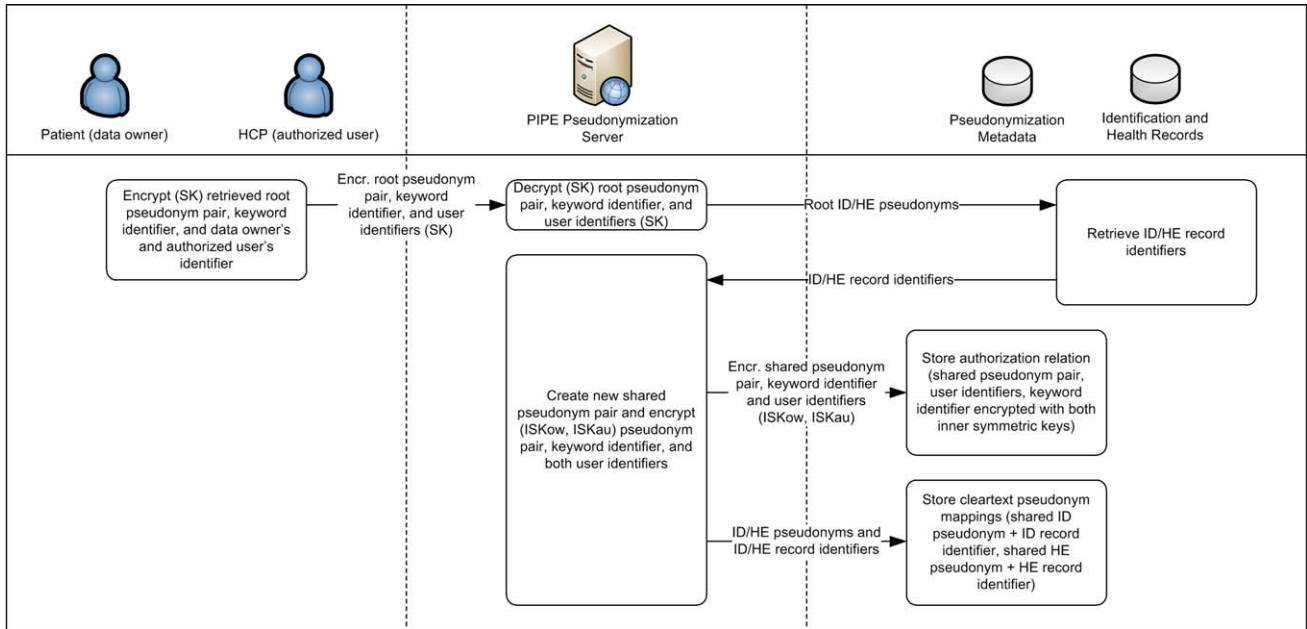 Patient (data owner)
HCP (authorized user)
PIPE Pseudonymization
Server
Pseudonymization
Metadata
Identification and
Health Records
Encrypt (SK) retrieved root
pseudonym pair, keyword
identifier, and data owner's
and authorized user's
identifier
Encr. root pseudonym
pair, keyword
identifier, and user
identifiers (SK)
Decrypt (SK) root pseudonym
pair, keyword identifier, and
user identifiers (SK)
Root ID/HE pseudonyms
Retrieve ID/HE record
identifiers
ID/HE record identifiers
Create new shared
pseudonym pair and encrypt
(ISKow, ISKau) pseudonym
pair, keyword identifier, and
both user identifiers
Encr. shared pseudonym
pair, keyword identifier
and user identifiers
(ISKow, ISKau)
Store authorization relation
(shared pseudonym pair,
user identifiers, keyword
identifier encrypted with both
inner symmetric keys)
ID/HE pseudonyms and
ID/HE record identifiers
Store cleartext pseudonym
mappings (shared ID
pseudonym + ID record
identifier, shared HE
pseudonym + HE record
identifier)